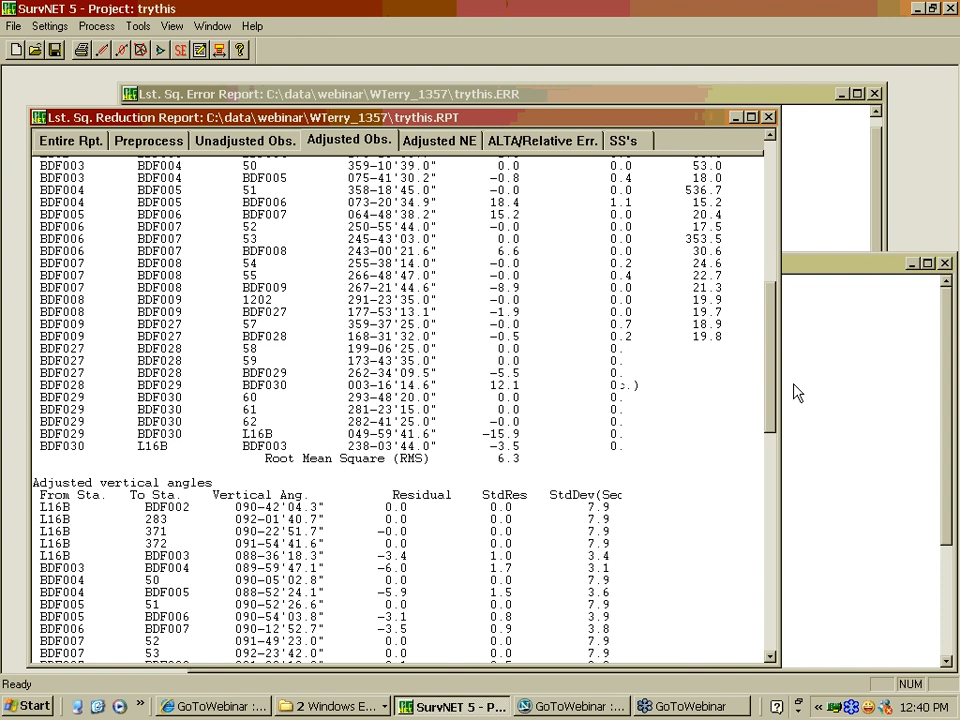 SurvNET 5 - Project: trythis
File Settings Process Tools View Window Help
Lst. Sq. Error Report: C:\data\webinar\WTerry_1357\trythis.ERR
Lst. Sq. Reduction Report: C:\data\webinar\WTerry_1357\trythis.RPT
Entire Rpt. Preprocess Unadjusted Obs. Adjusted Obs. Adjusted NE ALTA/Relative Err. SS's
BDF003 BDF004 50 359-10'39.0" 0.0 0.0 53.0
BDF003 BDF004 BDF005 075-41'30.2" -0.8 0.4 18.0
BDF004 BDF005 51 358-18'45.0" -0.0 0.0 536.7
BDF004 BDF005 BDF006 073-20'34.9" 18.4 1.1 15.2
BDF005 BDF006 BDF007 064-48'38.2" 15.2 0.0 20.4
BDF006 BDF007 52 250-55'44.0" -0.0 0.0 17.5
BDF006 BDF007 53 245-43'03.0" 0.0 0.0 353.5
BDF006 BDF007 BDF008 243-00'21.6" 6.6 0.0 30.6
BDF007 BDF008 54 255-38'14.0" -0.0 0.2 24.6
BDF007 BDF008 55 266-48'47.0" -0.0 0.4 22.7
BDF007 BDF008 BDF009 267-21'44.6" -8.9 0.0 21.3
BDF008 BDF009 1202 291-23'35.0" -0.0 0.0 19.9
BDF008 BDF009 BDF027 177-53'13.1" -1.9 0.0 19.7
BDF009 BDF027 57 359-37'25.0" -0.0 0.7 18.9
BDF009 BDF027 BDF028 168-31'32.0" -0.5 0.2 19.8
BDF027 BDF028 58 199-06'25.0" 0.0 0.
BDF027 BDF028 59 173-43'35.0" 0.0 0.
BDF027 BDF028 BDF029 262-34'09.5" -5.5 0.
BDF028 BDF029 BDF030 003-16'14.6" 12.1 0:.)
BDF029 BDF030 60 293-48'20.0" 0.0 0.
BDF029 BDF030 61 281-23'15.0" 0.0 0.
BDF029 BDF030 62 282-41'25.0" -0.0 0.
BDF029 BDF030 L16B 049-59'41.6" -15.9 0.
BDF030 L16B BDF003 238-03'44.0" -3.5 0.
Root Mean Square (RMS) 6.3
Adjusted vertical angles
From Sta. To Sta. Vertical Ang. Residual StdRes StdDev(Sec
L16B BDF002 090-42'04.3" 0.0 0.0 7.9
L16B 283 092-01'40.7" 0.0 0.0 7.9
L16B 371 090-22'51.7" -0.0 0.0 7.9
L16B 372 091-54'41.6" 0.0 0.0 7.9
L16B BDF003 088-36'18.3" -3.4 1.0 3.4
BDF003 BDF004 089-59'47.1" -6.0 1.7 3.1
BDF004 50 090-05'02.8" 0.0 0.0 7.9
BDF004 BDF005 088-52'24.1" -5.9 1.5 3.6
BDF005 51 090-52'26.6" 0.0 0.0 7.9
BDF005 BDF006 090-54'03.8" -3.1 0.8 3.9
BDF006 BDF007 090-12'52.7" -3.5 0.9 3.8
BDF007 52 091-49'23.0" 0.0 0.0 7.9
BDF007 53 092-23'42.0" 0.0 0.0 7.9
Ready NUM
Start GoToWebinar :... 2 Windows E... SurvNET 5 - P... GoToWebinar :... GoToWebinar 12:40 PM